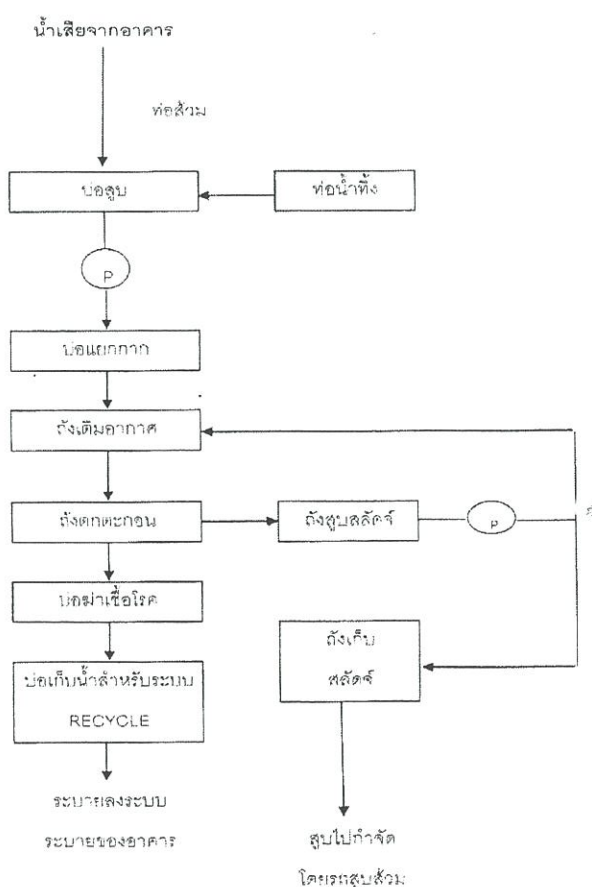 น้ำเสียจากอาคาร
ท่อส้วม
บ่อสูบ
ท่อน้ำทิ้ง
P
บ่อแยกกาก
ถังเติมอากาศ
ถังตกตะกอน
ถังสูบสลัดจ์
P
บ่อฆ่าเชื้อโรค
ถังเก็บ
สลัดจ์
บ่อเก็บน้ำสำหรับระบบ
RECYCLE
ระบายลงระบบ
ระบายของอาคาร
สูบไปกำจัด
โดยรถสูบส้วม